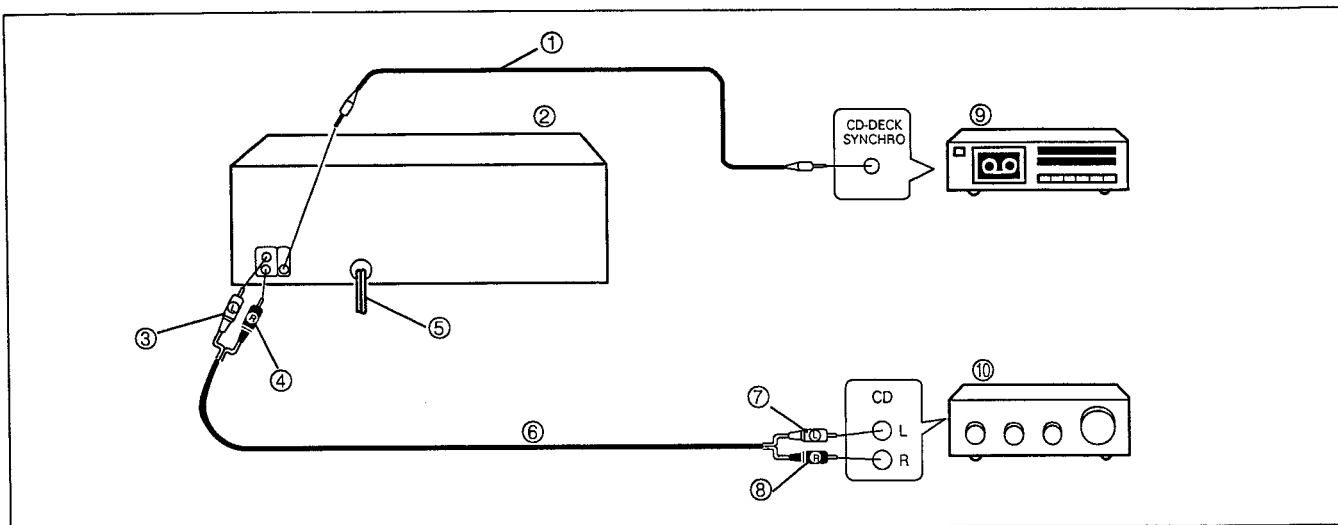 ①
②
CD-DECK
SYNCHRO
⑨
L
R
③
④
⑤
⑥
⑦
L
⑧
R
CD
L
R
⑩